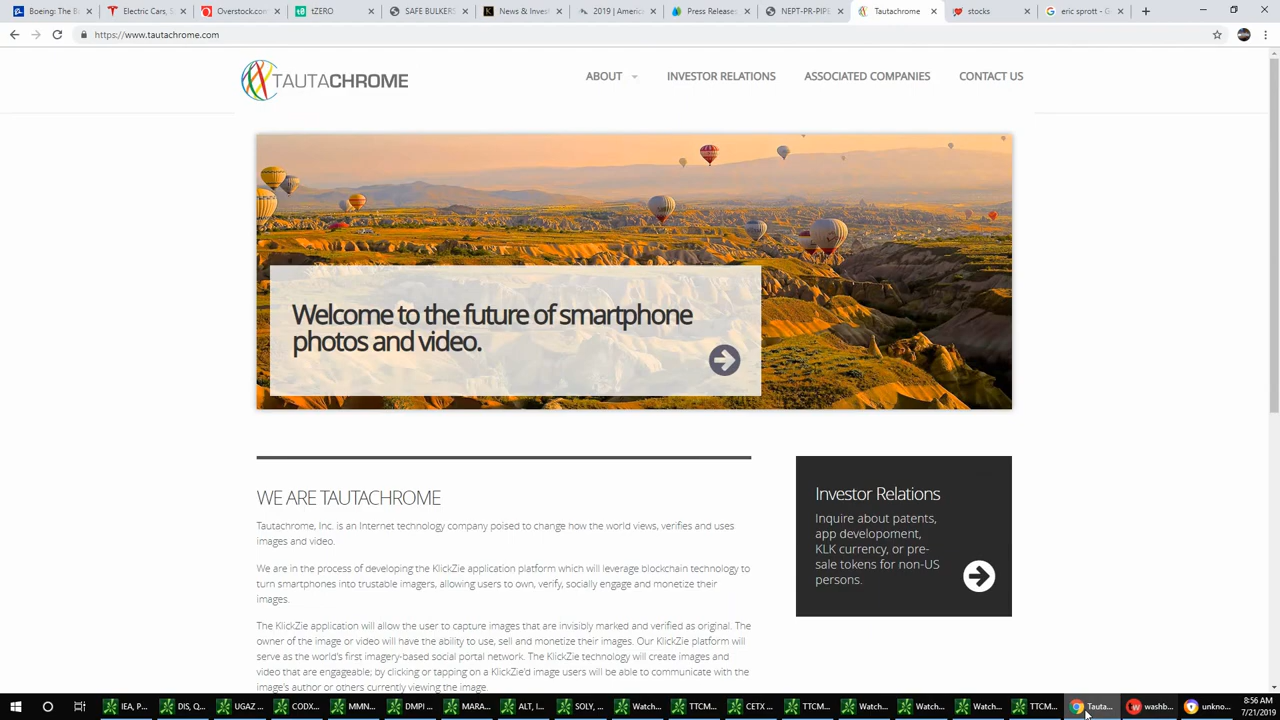 Boeing: The B
Electric Cars, S
Overstock.com
tZERO
SAFE BULKERS
News & Invest
2019 | America
Press Releases
NEPT-PR-PIPE
Tautachrome
stocks
eric sprott - G
https://www.tautachrome.com
TAUTACHROME
ABOUT
INVESTOR RELATIONS
ASSOCIATED COMPANIES
CONTACT US
Welcome to the future of smartphone
photos and video.
WE ARE TAUTACHROME
Tautachrome, Inc. is an Internet technology company poised to change how the world views, verifies and uses
images and video.
We are in the process of developing the KlickZie application platform which will leverage blockchain technology to
turn smartphones into trustable imagers, allowing users to own, verify, socially engage and monetize their
images.
The KlickZie application will allow the user to capture images that are invisibly marked and verified as original. The
owner of the image or video will have the ability to use, sell and monetize their images. Our KlickZie platform will
serve as the world's first imagery-based social portal network. The KlickZie technology will create images and
video that are engageable; by clicking or tapping on a KlickZie'd image users will be able to communicate with the
image's author or others currently viewing the image.
Investor Relations
Inquire about patents,
app developoment,
KLK currency, or pre-
sale tokens for non-US
persons.
IEA, P...
DIS, Q...
UGAZ ...
CODX...
MMN...
DMPI ...
MARA...
ALT, I...
SOLY, ...
Watch...
TTCM...
CETX ...
TTCM...
Watch...
Watch...
Watch...
TTCM...
Tauta...
washb...
unkno...
8:56 AM
7/21/2019